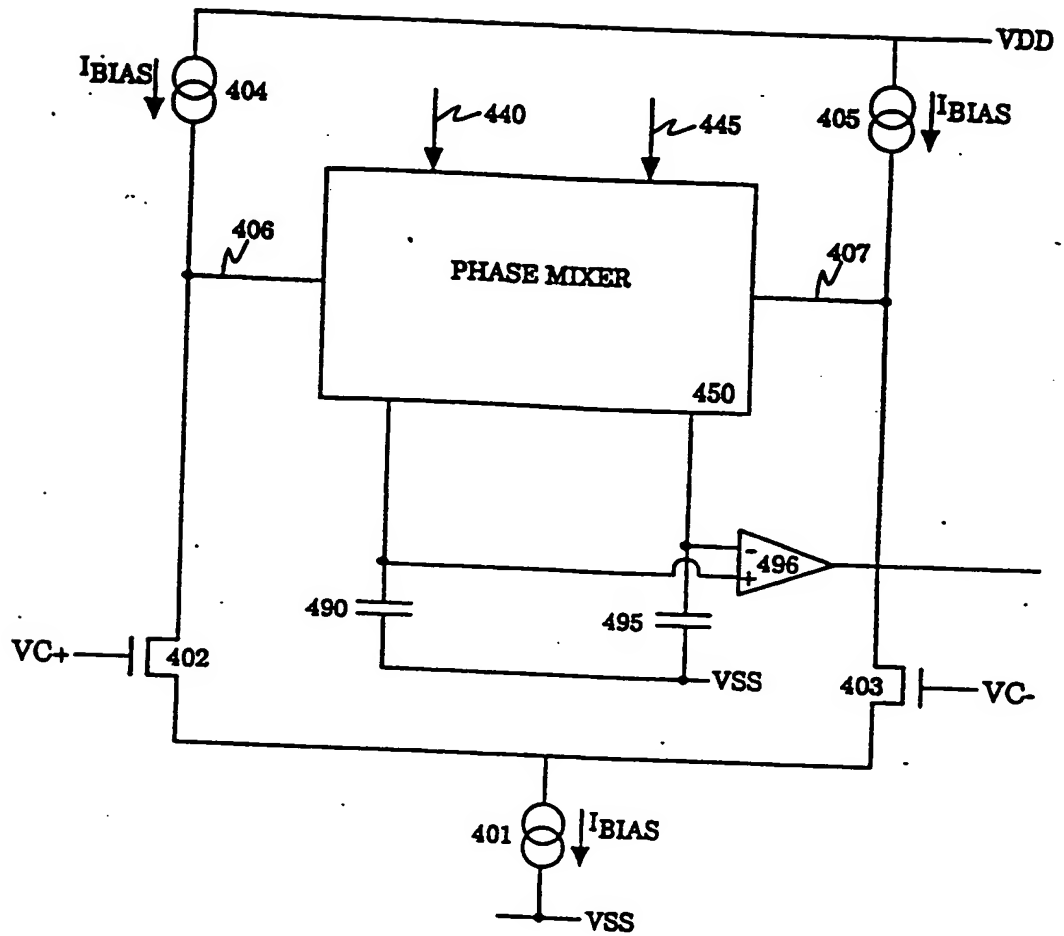 VDD
IBIAS
404
440
445
405
IBIAS
406
407
PHASE MIXER
450
-
+
496
490
495
VC+
402
VSS
403
VC-
401
IBIAS
VSS